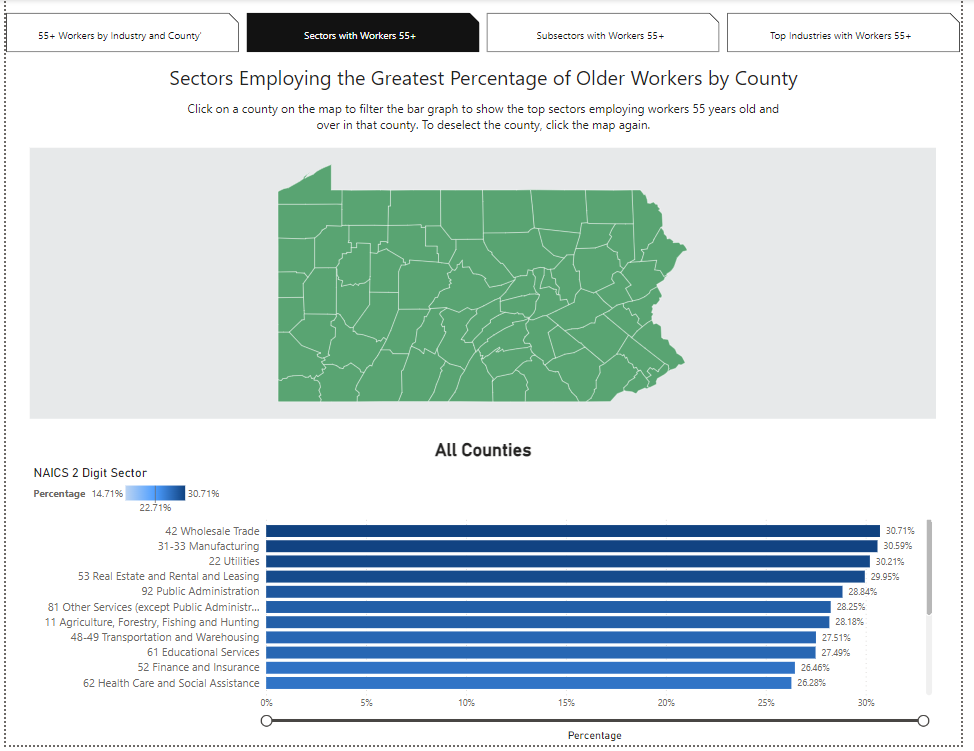 55+ Workers by Industry and County'
Sectors with Workers 55+
Subsectors with Workers 55+
Top Industries with Workers 55+
Sectors Employing the Greatest Percentage of Older Workers by County
Click on a county on the map to filter the bar graph to show the top sectors employing workers 55 years old and
over in that county. To deselect the county, click the map again.
All Counties
NAICS 2 Digit Sector
Percentage 14.71% 30.71%
22.71%
42 Wholesale Trade 30.71%
31-33 Manufacturing 30.59%
22 Utilities 30.21%
53 Real Estate and Rental and Leasing 29.95%
92 Public Administration 28.84%
81 Other Services (except Public Administr... 28.25%
11 Agriculture, Forestry, Fishing and Hunting 28.18%
48-49 Transportation and Warehousing 27.51%
61 Educational Services 27.49%
52 Finance and Insurance 26.46%
62 Health Care and Social Assistance 26.28%
0% 5% 10% 15% 20% 25% 30%
Percentage